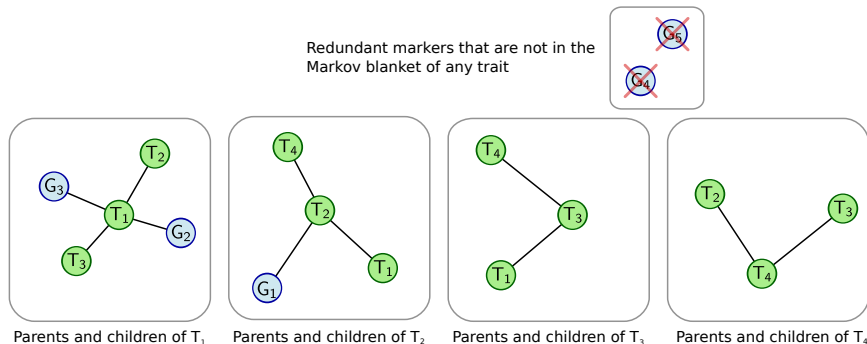 Redundant markers that are not in the
Markov blanket of any trait
G₅
G₄
T₂
G₃
T₁
G₂
T₃
T₄
T₂
G₁
T₁
T₄
T₃
T₁
T₂
T₃
T₄
Parents and children of T₁
Parents and children of T₂
Parents and children of T₃
Parents and children of T₄